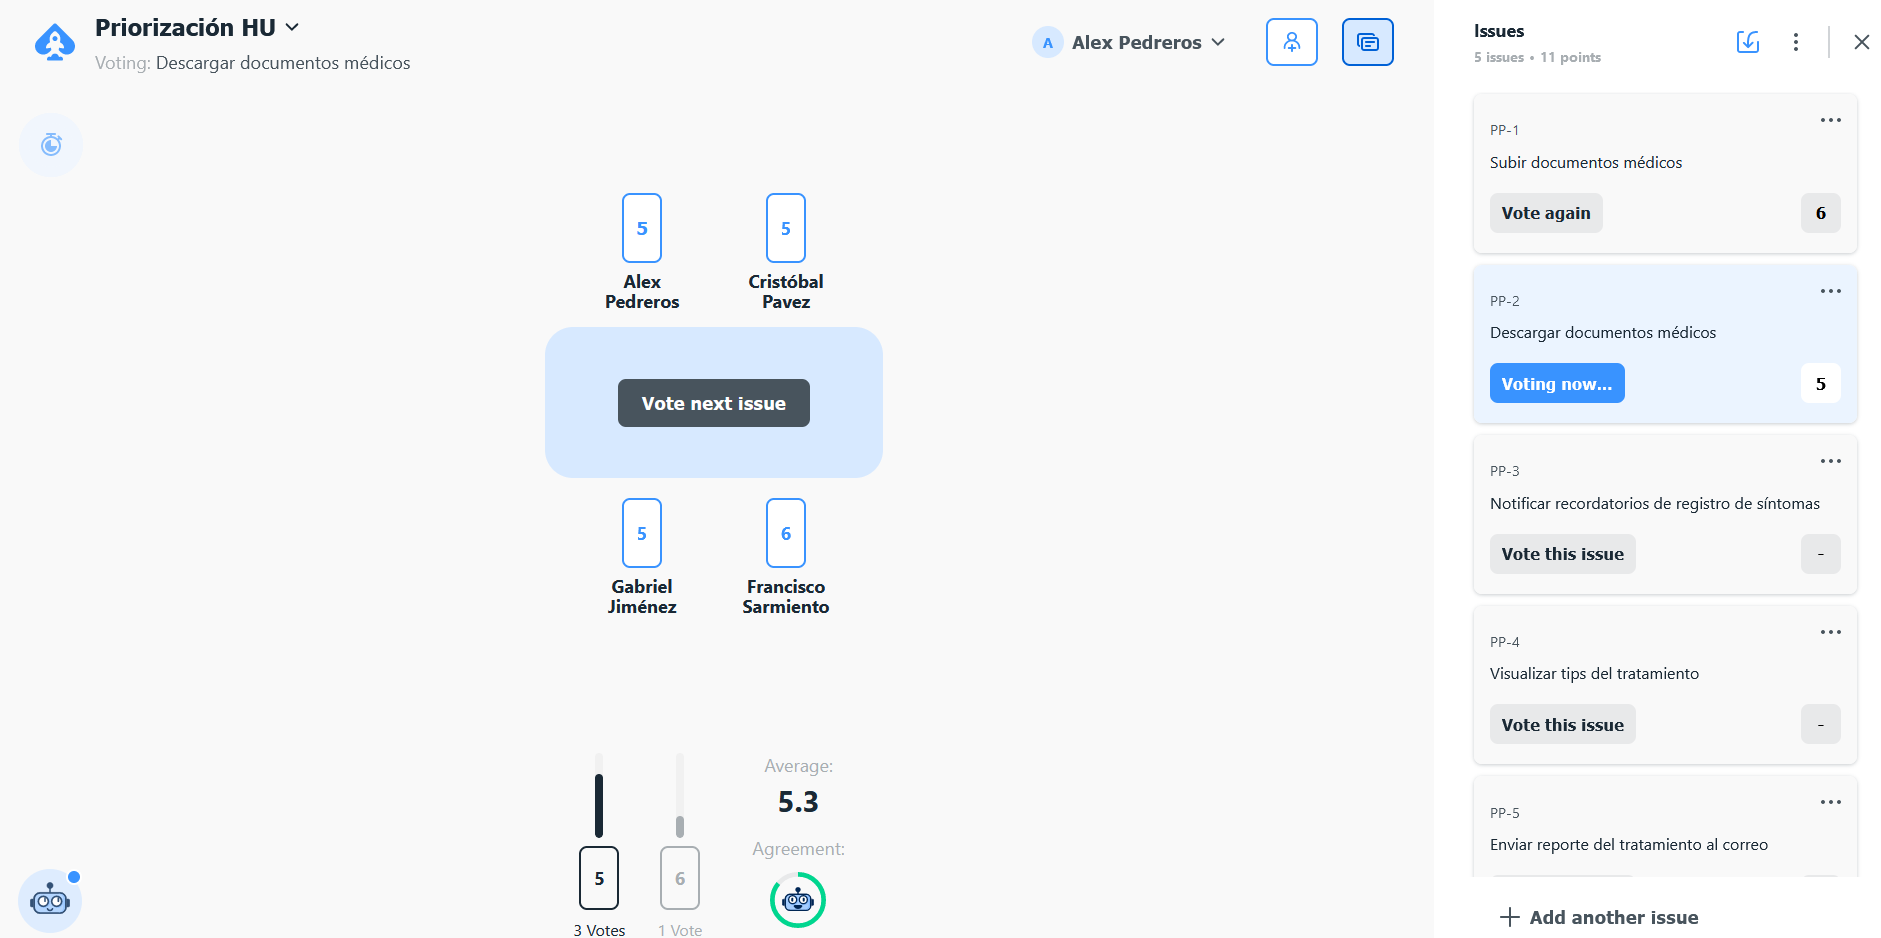 Priorización HU
Voting: Descargar documentos médicos
A Alex Pedreros
5
5
Alex
Pedreros
Cristóbal
Pavez
Vote next issue
5
6
Gabriel
Jiménez
Francisco
Sarmiento
5
3 Votes
6
1 Vote
Average:
5.3
Agreement:
Issues
5 issues • 11 points
PP-1
Subir documentos médicos
Vote again 6
PP-2
Descargar documentos médicos
Voting now... 5
PP-3
Notificar recordatorios de registro de síntomas
Vote this issue -
PP-4
Visualizar tips del tratamiento
Vote this issue -
PP-5
Enviar reporte del tratamiento al correo
Add another issue